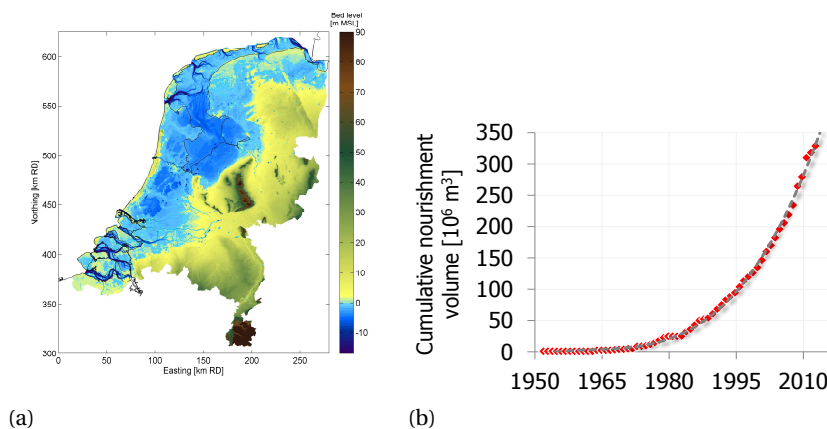 Bed level
[m MSL]
90
80
70
60
50
40
30
20
10
0
-10
600
550
500
450
400
350
300
Northing [km RD]
0 50 100 150 200 250
Easting [km RD]
(a)
350
300
250
200
150
100
50
0
Cumulative nourishment
volume [10⁶ m³]
1950 1965 1980 1995 2010
(b)